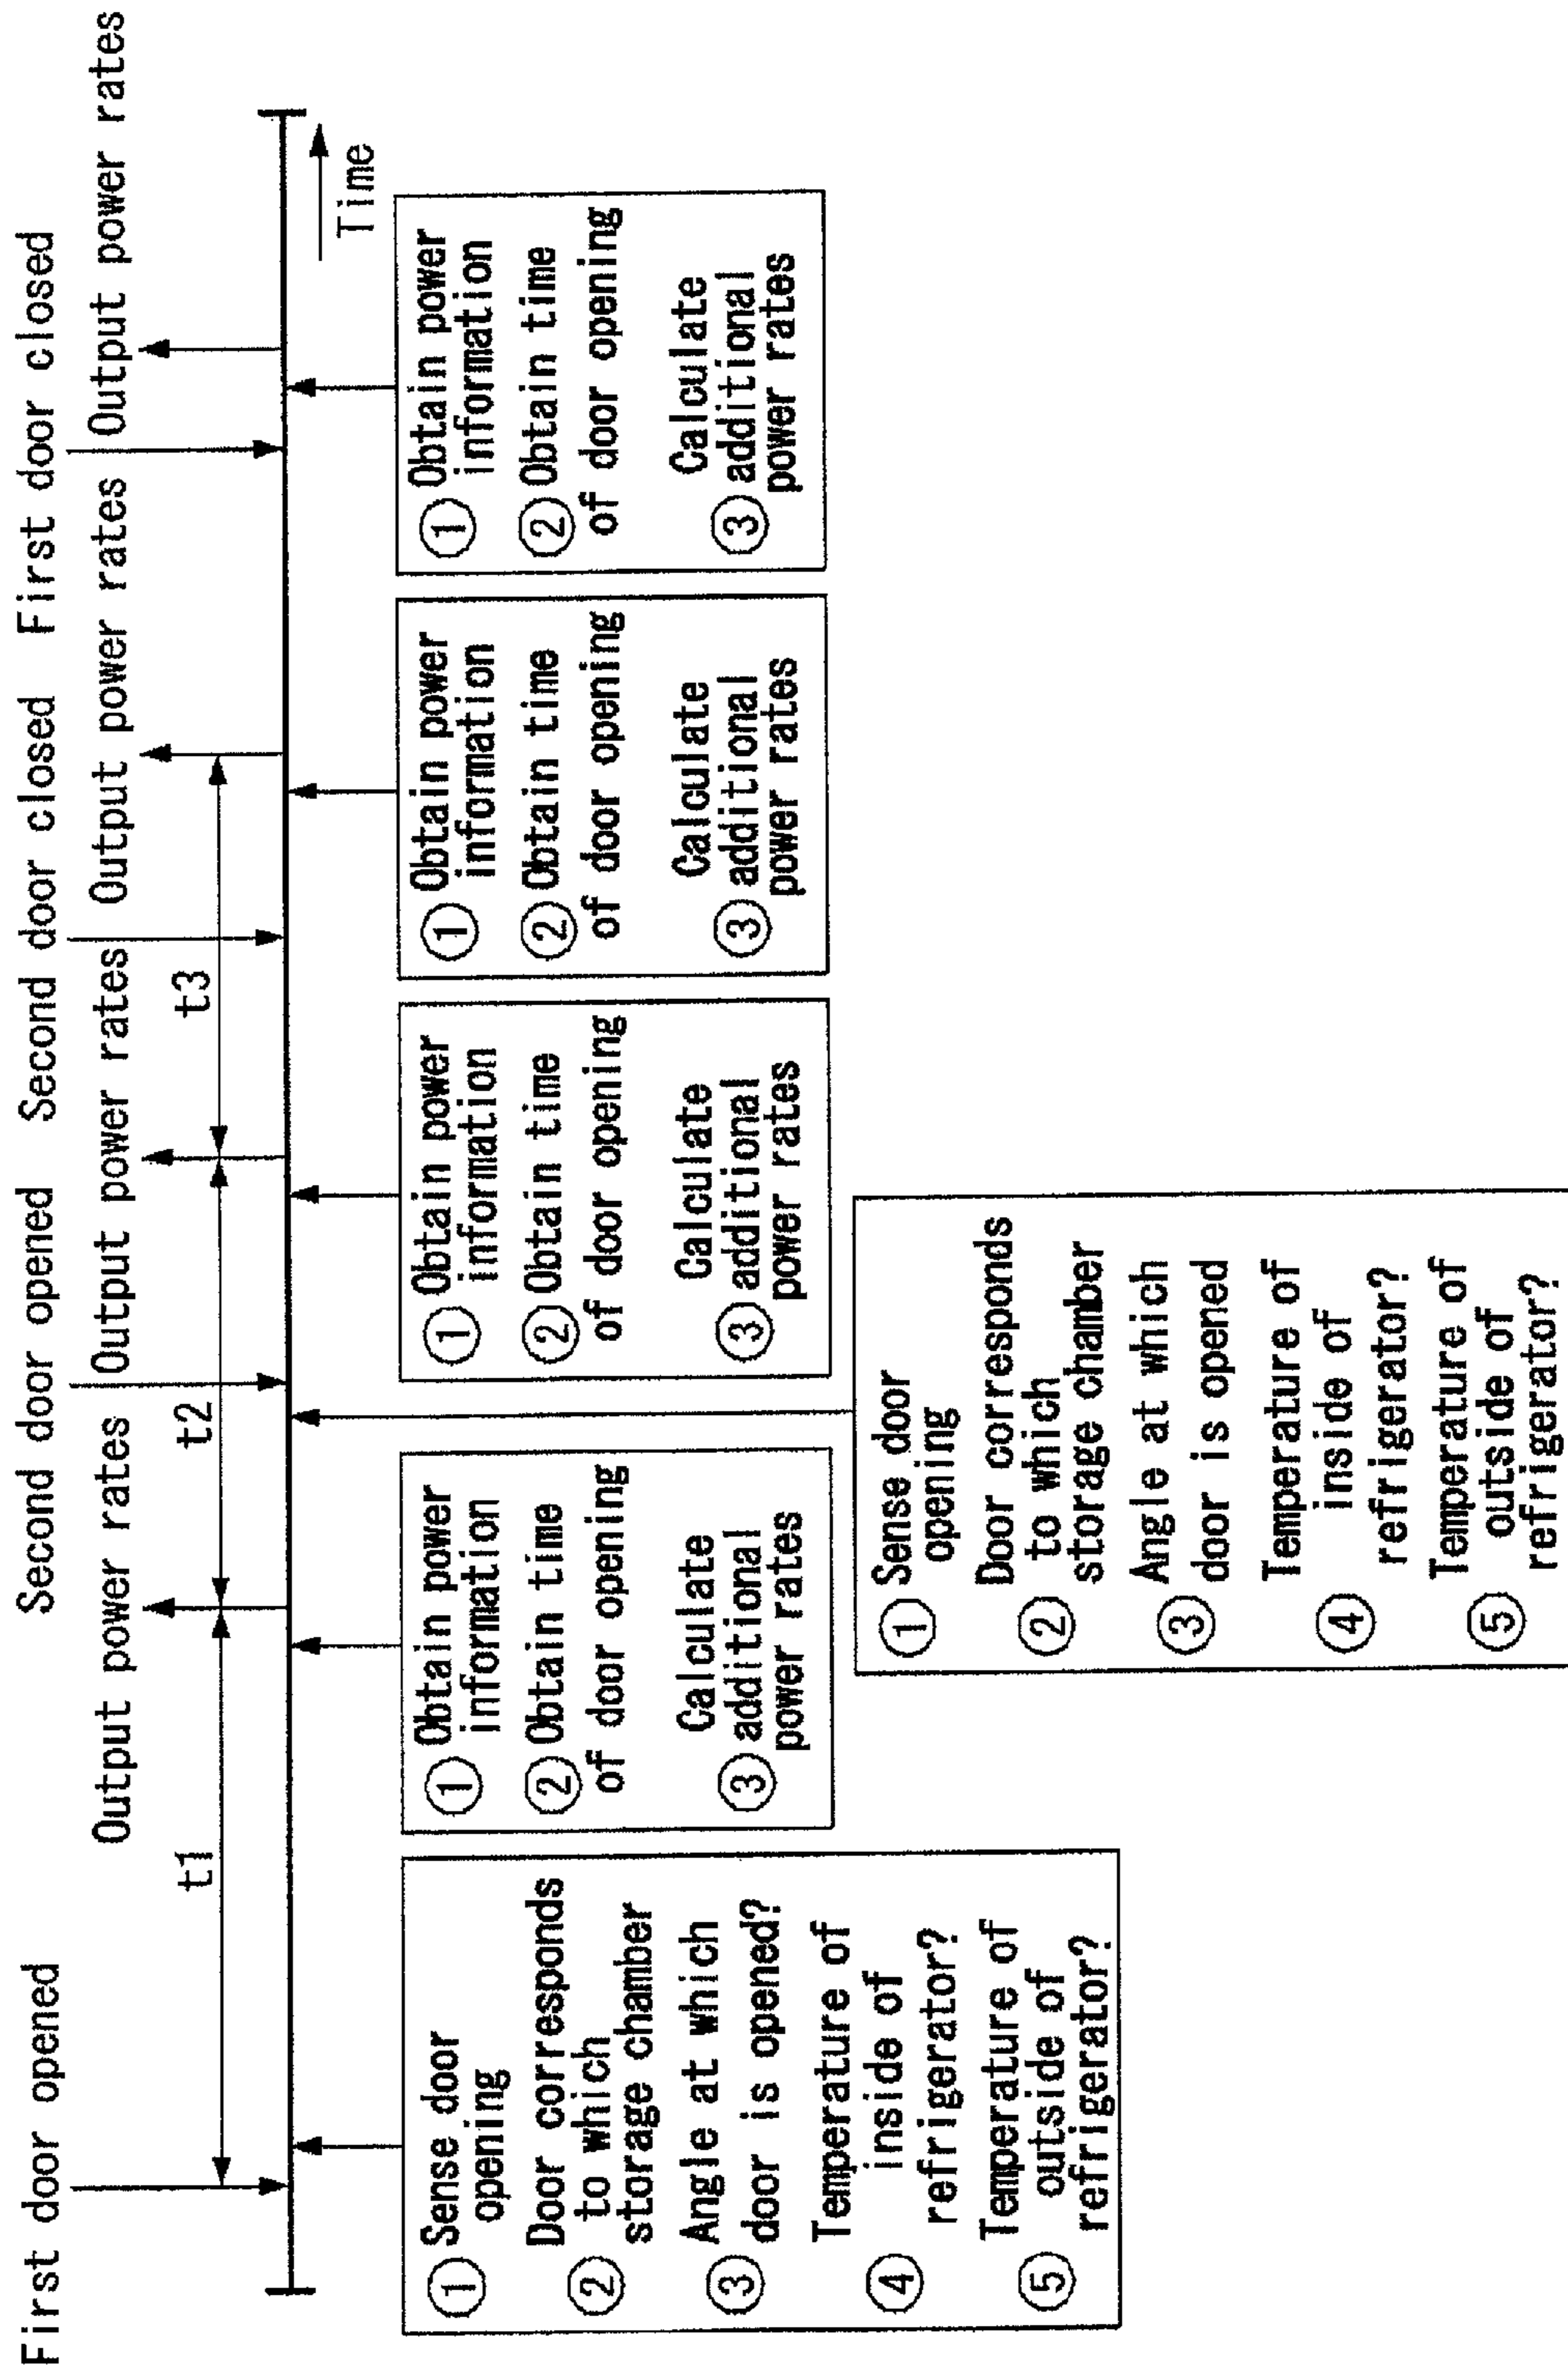 First door opened
Second door opened
Second door closed
First door closed
Output power rates
Output power rates
Output power rates
Output power rates
t1
t2
t3
Time
① Sense door
opening
Door corresponds
② to which
storage chamber
Angle at which
③ door is opened?
Temperature of
④ inside of
refrigerator?
Temperature of
⑤ outside of
refrigerator?
① Obtain power
information
② Obtain time
of door opening
Calculate
③ additional
power rates
① Sense door
opening
Door corresponds
② to which
storage chamber
Angle at which
③ door is opened
Temperature of
④ inside of
refrigerator?
Temperature of
⑤ outside of
refrigerator?
① Obtain power
information
② Obtain time
of door opening
Calculate
③ additional
power rates
① Obtain power
information
② Obtain time
of door opening
Calculate
③ additional
power rates
① Obtain power
information
② Obtain time
of door opening
Calculate
③ additional
power rates